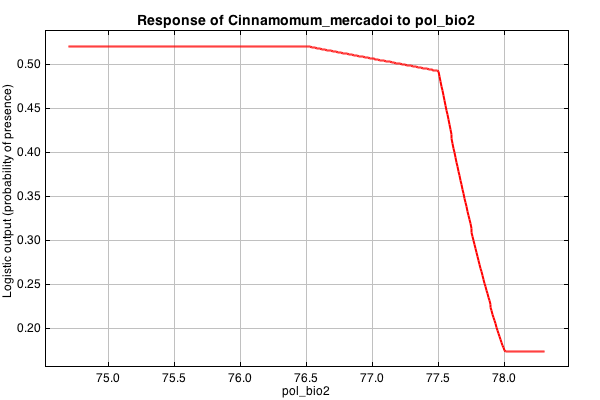 Response of Cinnamomum_mercadoi to pol_bio2
Logistic output (probability of presence)
0.50
0.45
0.40
0.35
0.30
0.25
0.20
75.0 75.5 76.0 76.5 77.0 77.5 78.0
pol_bio2